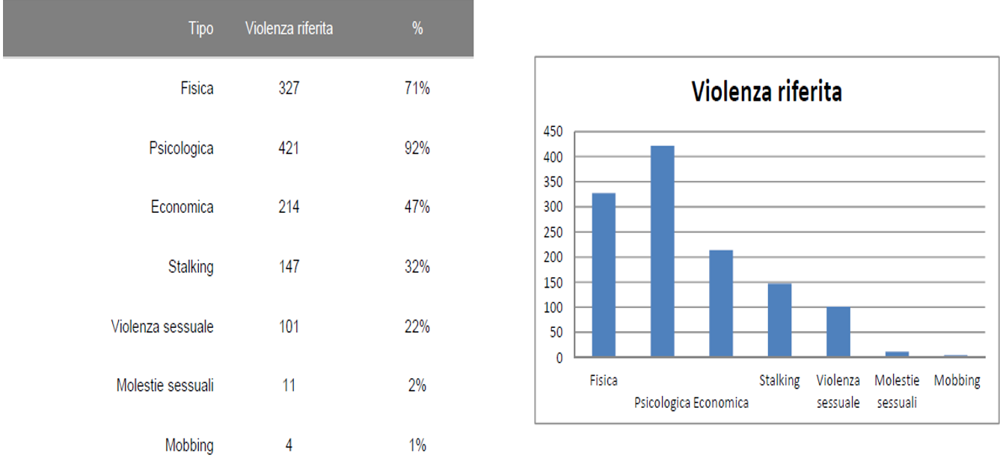 Tipo Violenza riferita %
Fisica 327 71%
Psicologica 421 92%
Economica 214 47%
Stalking 147 32%
Violenza sessuale 101 22%
Molestie sessuali 11 2%
Mobbing 4 1%
Violenza riferita
450
400
350
300
250
200
150
100
50
0
Fisica Stalking Violenza Molestie Mobbing
Psicologica Economica sessuale sessuali